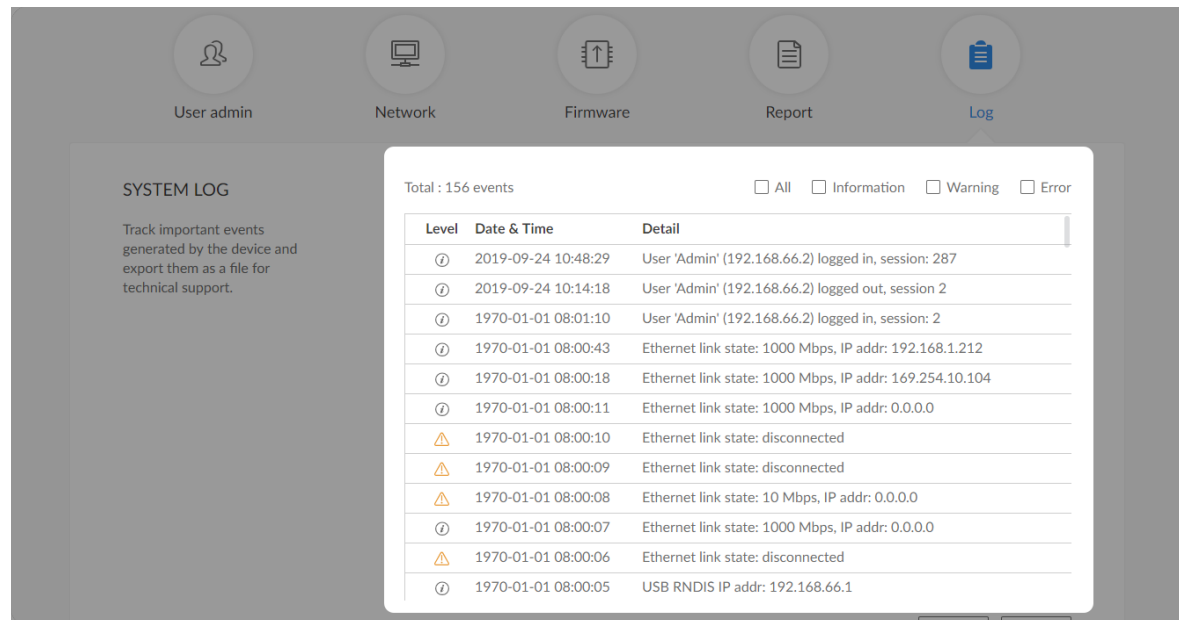 User admin
Network
Firmware
Report
Log
SYSTEM LOG
Track important events
generated by the device and
export them as a file for
technical support.
Total : 156 events All Information Warning Error
Level Date & Time Detail
2019-09-24 10:48:29 User 'Admin' (192.168.66.2) logged in, session: 287
2019-09-24 10:14:18 User 'Admin' (192.168.66.2) logged out, session 2
1970-01-01 08:01:10 User 'Admin' (192.168.66.2) logged in, session: 2
1970-01-01 08:00:43 Ethernet link state: 1000 Mbps, IP addr: 192.168.1.212
1970-01-01 08:00:18 Ethernet link state: 1000 Mbps, IP addr: 169.254.10.104
1970-01-01 08:00:11 Ethernet link state: 1000 Mbps, IP addr: 0.0.0.0
1970-01-01 08:00:10 Ethernet link state: disconnected
1970-01-01 08:00:09 Ethernet link state: disconnected
1970-01-01 08:00:08 Ethernet link state: 10 Mbps, IP addr: 0.0.0.0
1970-01-01 08:00:07 Ethernet link state: 1000 Mbps, IP addr: 0.0.0.0
1970-01-01 08:00:06 Ethernet link state: disconnected
1970-01-01 08:00:05 USB RNDIS IP addr: 192.168.66.1